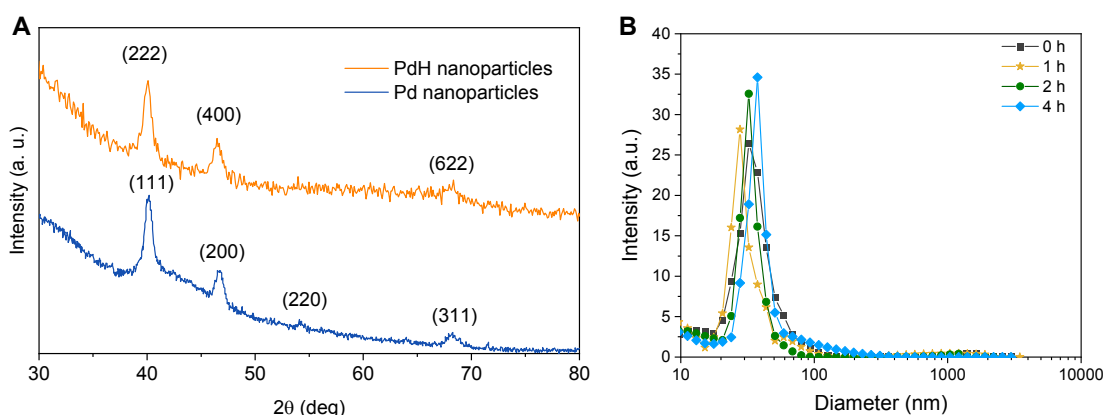 A
(222)
PdH nanoparticles
Pd nanoparticles
(400)
(622)
(111)
(200)
(220)
(311)
Intensity (a. u.)
30 40 50 60 70 80
2θ (deg)
B
40
35
30
25
20
15
10
5
0
0 h
1 h
2 h
4 h
Intensity (a.u.)
10 100 1000 10000
Diameter (nm)